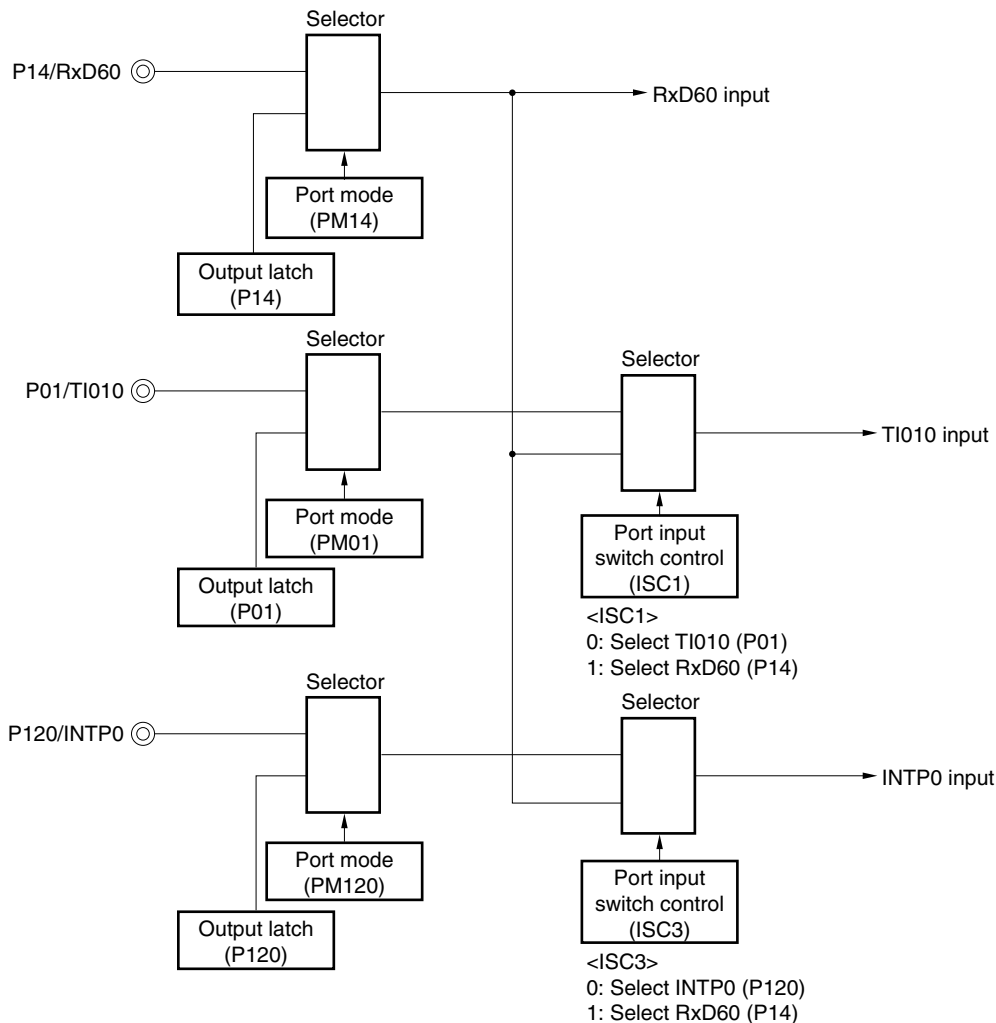 Selector
P14/RxD60
RxD60 input
Port mode
(PM14)
Output latch
(P14)
Selector
P01/TI010
Selector
TI010 input
Port mode
(PM01)
Port input
switch control
(ISC1)
Output latch
(P01)
<ISC1>
0: Select TI010 (P01)
1: Select RxD60 (P14)
Selector
P120/INTP0
Selector
INTP0 input
Port mode
(PM120)
Port input
switch control
(ISC3)
Output latch
(P120)
<ISC3>
0: Select INTP0 (P120)
1: Select RxD60 (P14)